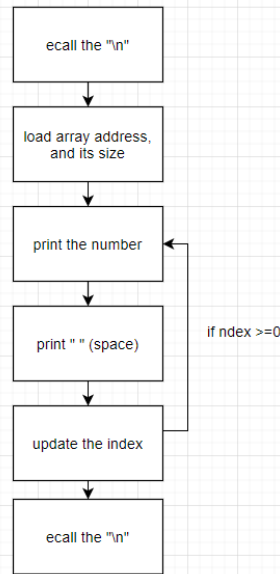 ecall the "\n"
load array address,
and its size
print the number
print " " (space)
if ndex >=0
update the index
ecall the "\n"